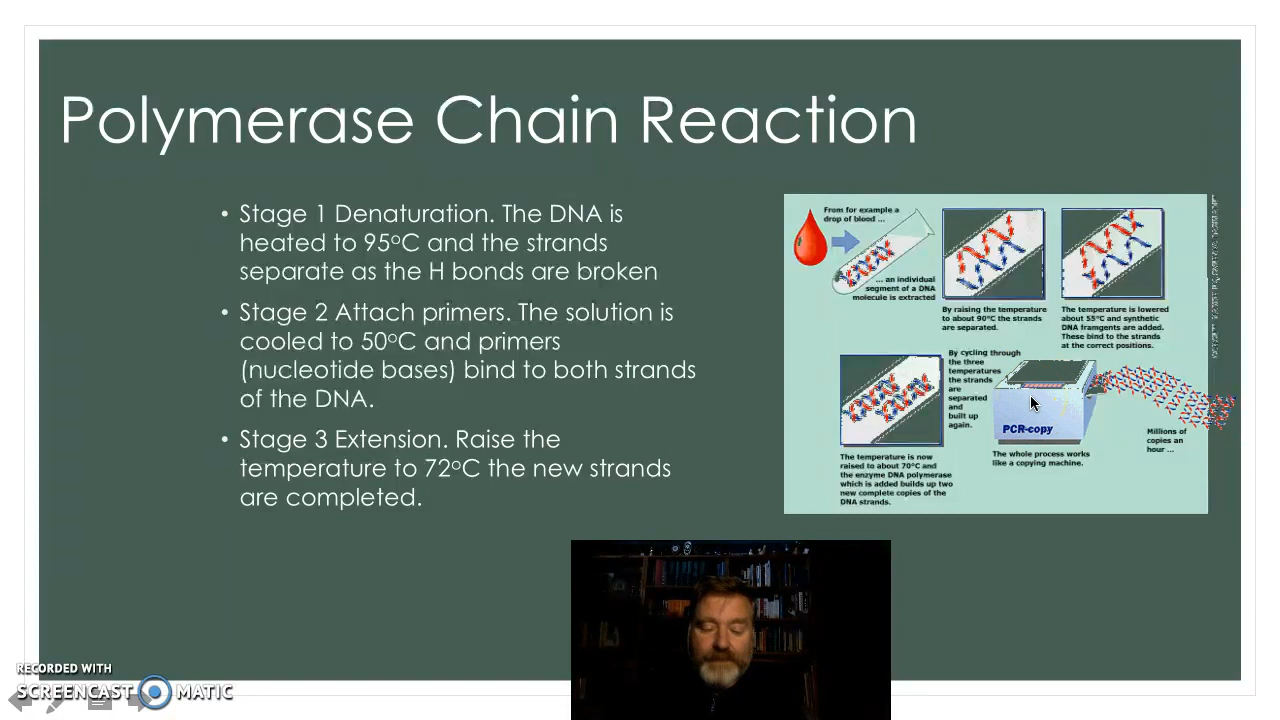 Polymerase Chain Reaction
• Stage 1 Denaturation. The DNA is
heated to 95ºC and the strands
separate as the H bonds are broken
• Stage 2 Attach primers. The solution is
cooled to 50ºC and primers
(nucleotide bases) bind to both strands
of the DNA.
• Stage 3 Extension. Raise the
temperature to 72ºC the new strands
are completed.
From for example a
drop of blood ...
... an individual
segment of a DNA
molecule is extracted
By raising the temperature
to about 90°C the strands
are separated.
The temperature is lowered
about 55°C and synthetic
DNA framgents are added.
These bind to the strands
at the correct positions.
The temperature is now
raised to about 70°C and
the enzyme DNA polymerase
which is added builds up two
new complete copies of the
DNA strands.
By cycling through
the three
temperatures
the strands
are
separated
and
built up
again.
PCR-copy
The whole process works
like a copying machine.
Millions of
copies an
hour ...
RECORDED WITH
SCREENCAST MATIC